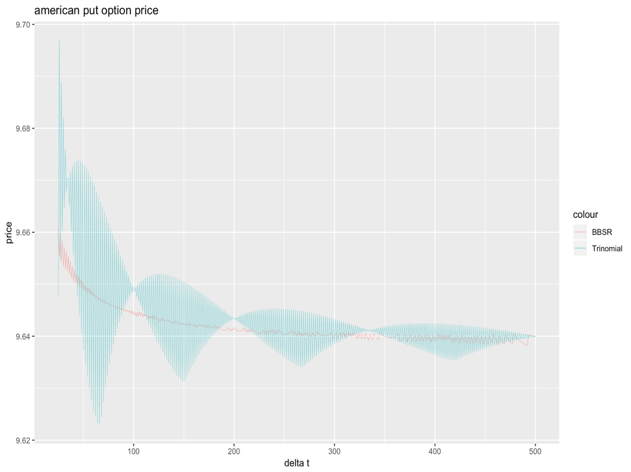 american put option price
9.70
9.68
9.66
9.64
9.62
price
100
200
300
400
500
delta t
colour
BBSR
Trinomial